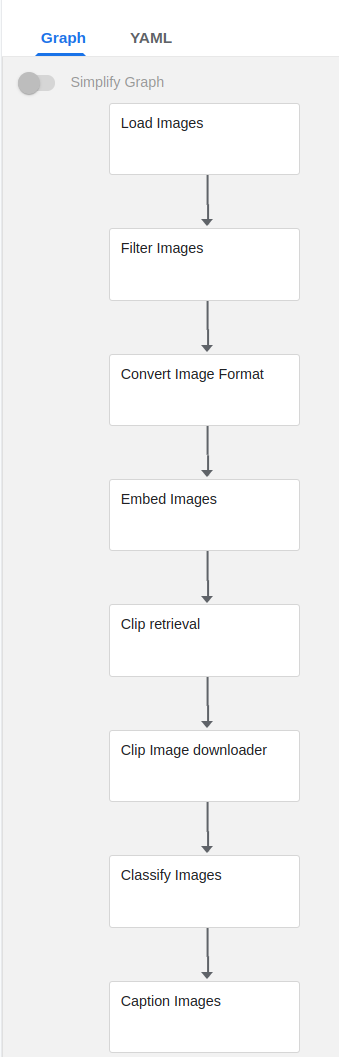 Graph YAML
Simplify Graph
Load Images
Filter Images
Convert Image Format
Embed Images
Clip retrieval
Clip Image downloader
Classify Images
Caption Images